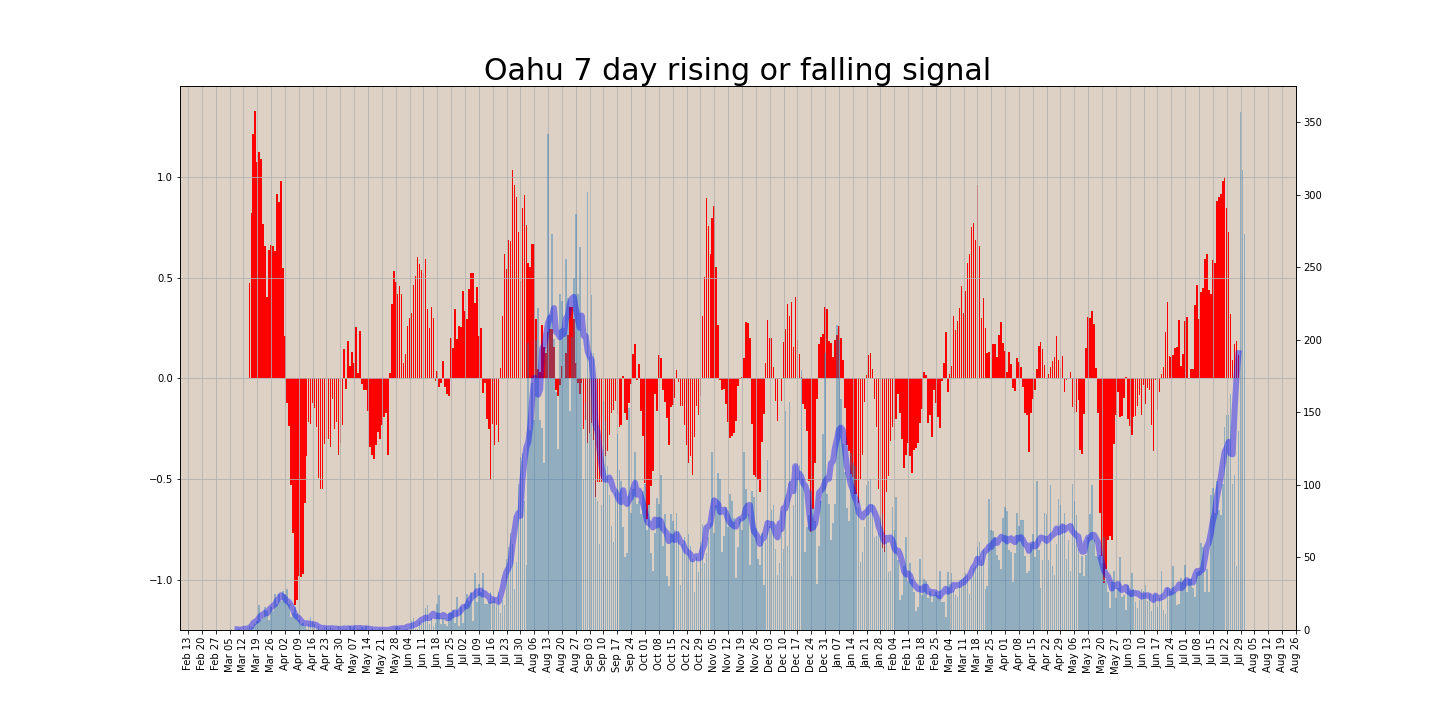 Oahu 7 day rising or falling signal
1.0
0.5
0.0
−0.5
−1.0
350
300
250
200
150
100
50
0
Feb 13
Feb 20
Feb 27
Mar 05
Mar 12
Mar 19
Mar 26
Apr 02
Apr 09
Apr 16
Apr 23
Apr 30
May 07
May 14
May 21
May 28
Jun 04
Jun 11
Jun 18
Jun 25
Jul 02
Jul 09
Jul 16
Jul 23
Jul 30
Aug 06
Aug 13
Aug 20
Aug 27
Sep 03
Sep 10
Sep 17
Sep 24
Oct 01
Oct 08
Oct 15
Oct 22
Oct 29
Nov 05
Nov 12
Nov 19
Nov 26
Dec 03
Dec 10
Dec 17
Dec 24
Dec 31
Jan 07
Jan 14
Jan 21
Jan 28
Feb 04
Feb 11
Feb 18
Feb 25
Mar 04
Mar 11
Mar 18
Mar 25
Apr 01
Apr 08
Apr 15
Apr 22
Apr 29
May 06
May 13
May 20
May 27
Jun 03
Jun 10
Jun 17
Jun 24
Jul 01
Jul 08
Jul 15
Jul 22
Jul 29
Aug 05
Aug 12
Aug 19
Aug 26